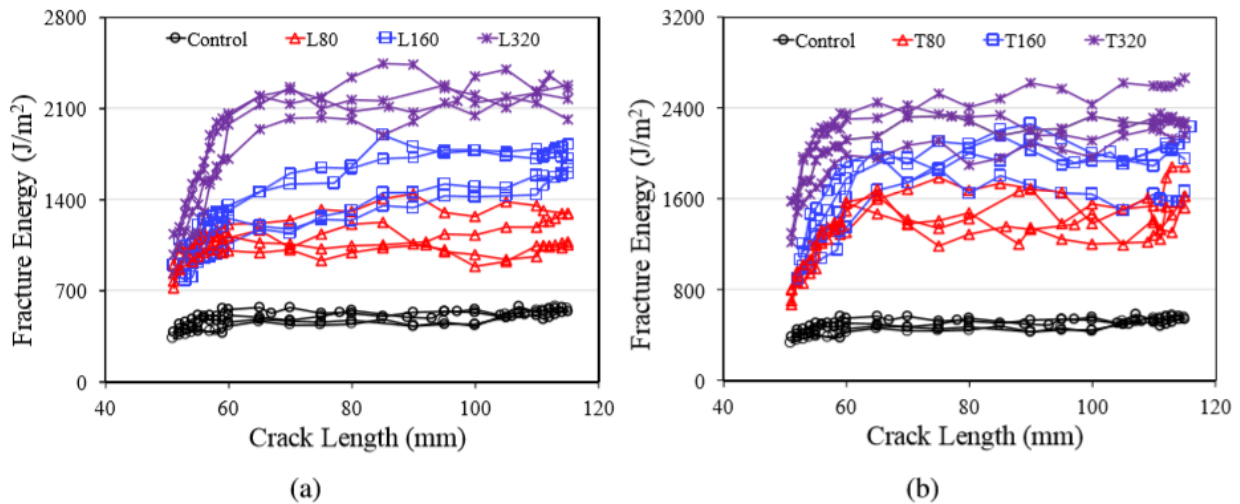 2800
2100
1400
700
0
Fracture Energy (J/m²)
Control L80 L160 L320
40 60 80 100 120
Crack Length (mm)
(a)
3200
2400
1600
800
0
Fracture Energy (J/m²)
Control T80 T160 T320
40 60 80 100 120
Crack Length (mm)
(b)